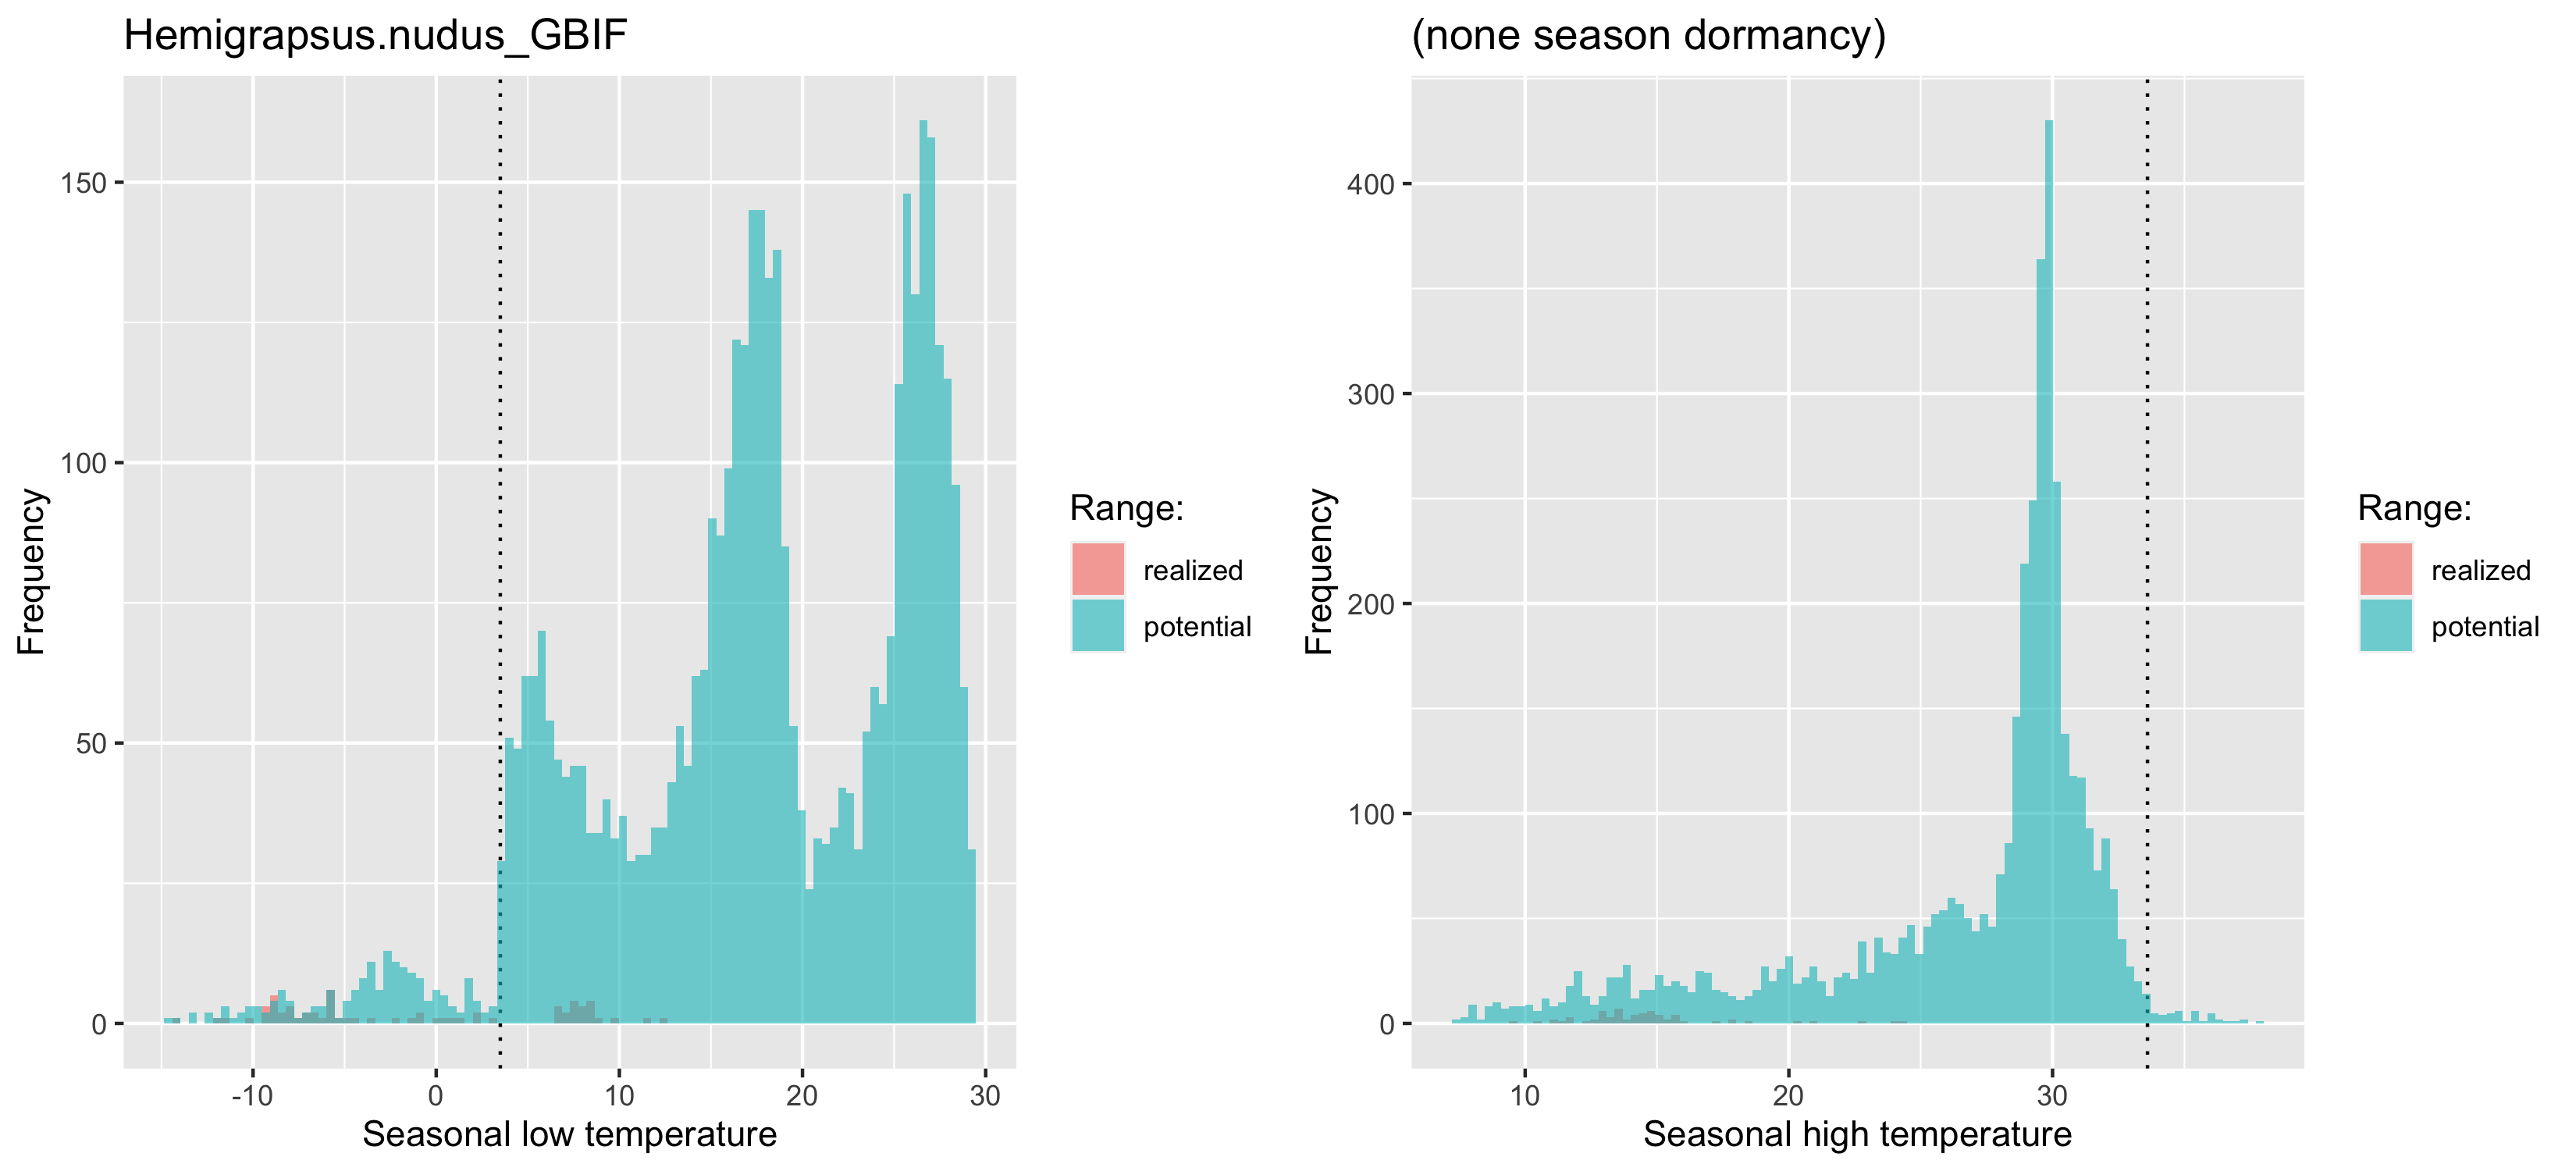 Hemigrapsus.nudus_GBIF
150
100
50
0
Frequency
-10
0
10
20
30
Seasonal low temperature
Range:
realized
potential
(none season dormancy)
400
300
200
100
0
Frequency
10
20
30
Seasonal high temperature
Range:
realized
potential